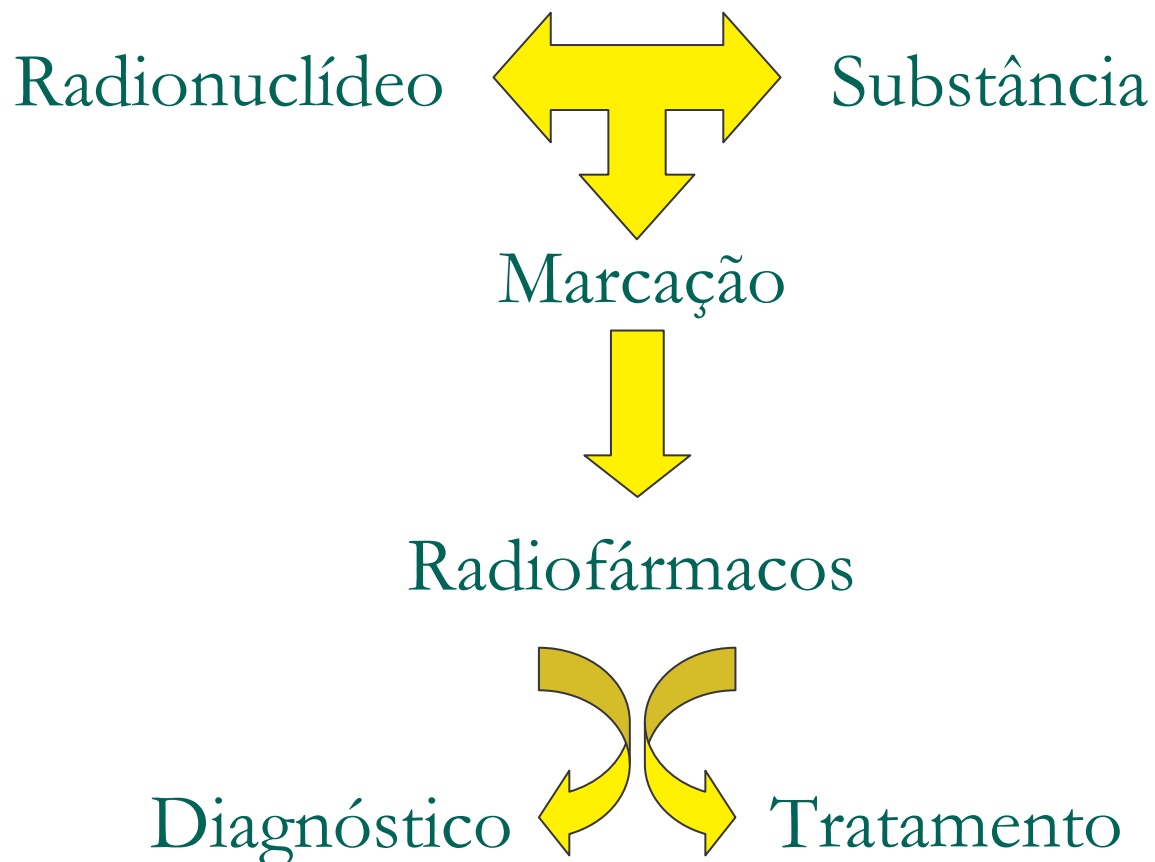 Radionuclídeo Substância
Marcação
Radiofármacos
Diagnóstico Tratamento